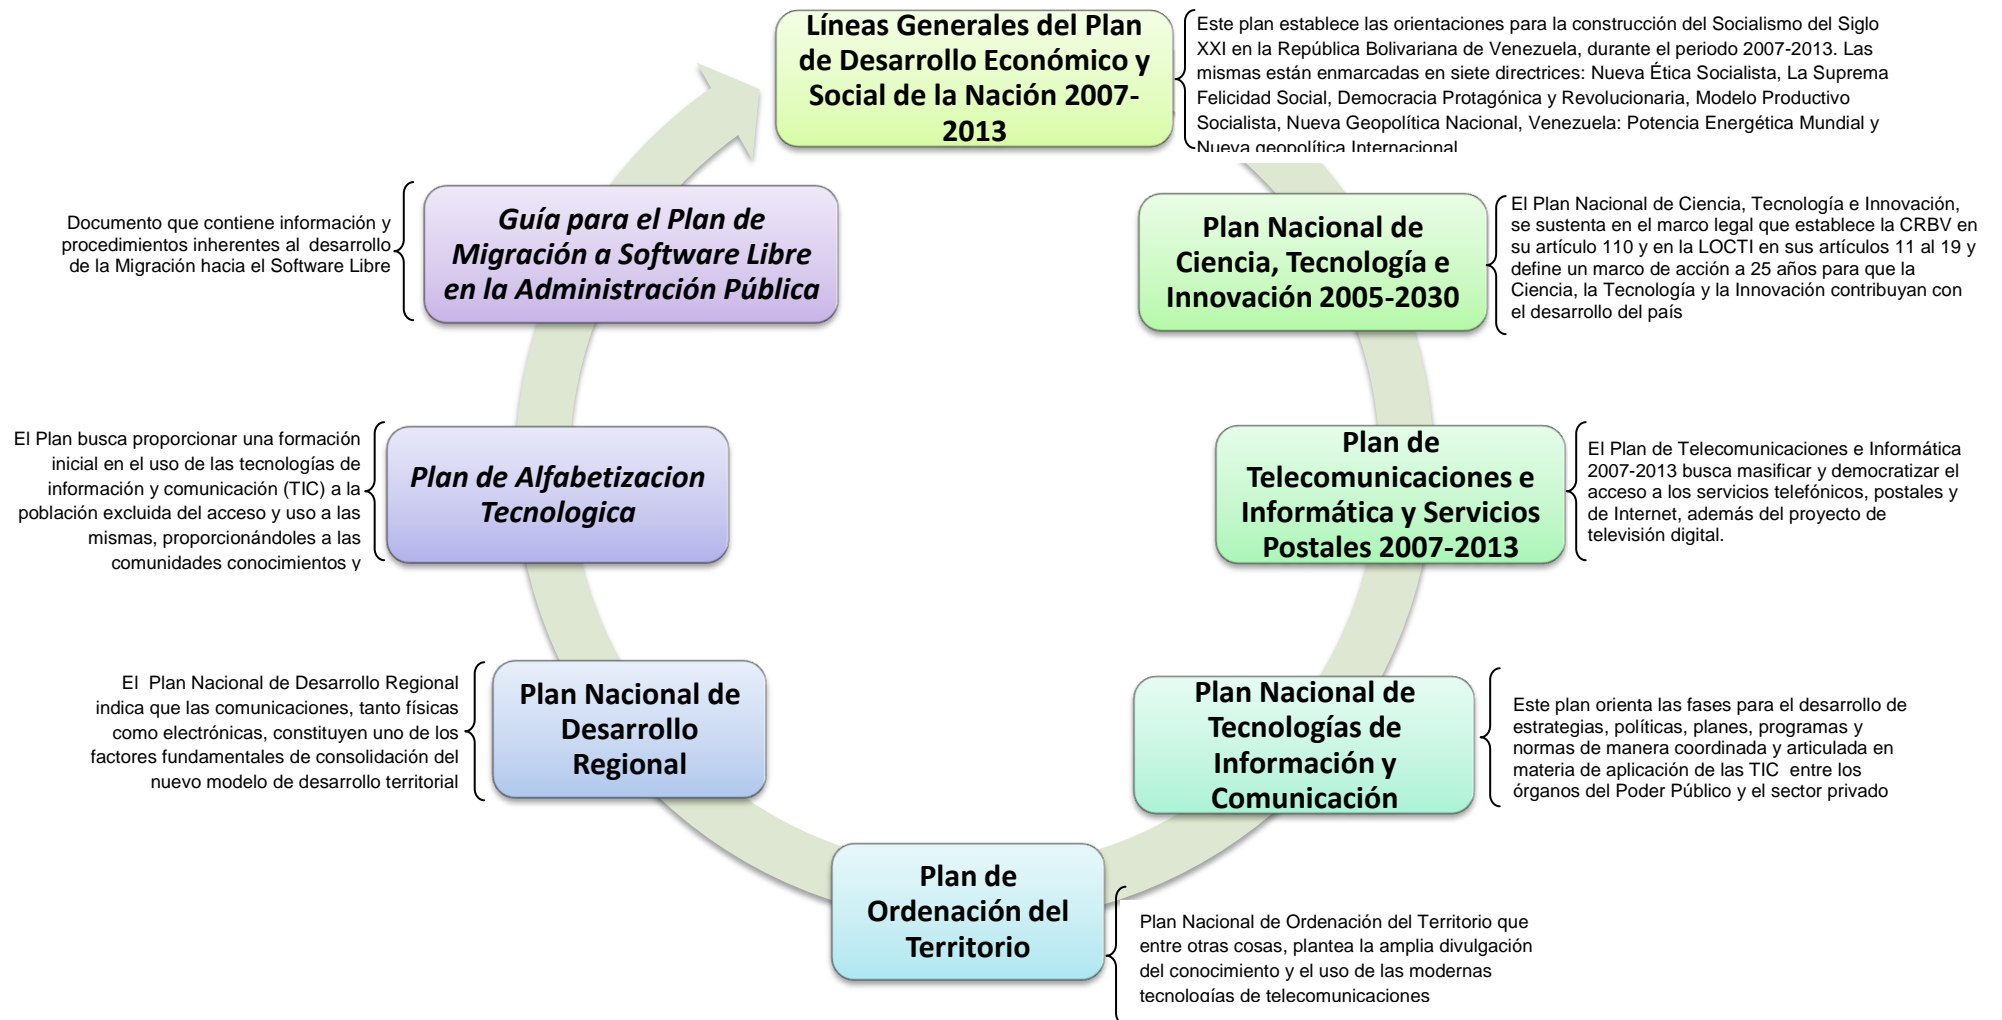 Líneas Generales del Plan
de Desarrollo Económico y
Social de la Nación 2007-
2013
Este plan establece las orientaciones para la construcción del Socialismo del Siglo
XXI en la República Bolivariana de Venezuela, durante el periodo 2007-2013. Las
mismas están enmarcadas en siete directrices: Nueva Ética Socialista, La Suprema
Felicidad Social, Democracia Protagónica y Revolucionaria, Modelo Productivo
Socialista, Nueva Geopolítica Nacional, Venezuela: Potencia Energética Mundial y
Nueva geopolítica Internacional
Plan Nacional de
Ciencia, Tecnología e
Innovación 2005-2030
El Plan Nacional de Ciencia, Tecnología e Innovación,
se sustenta en el marco legal que establece la CRBV en
su artículo 110 y en la LOCTI en sus artículos 11 al 19 y
define un marco de acción a 25 años para que la
Ciencia, la Tecnología y la Innovación contribuyan con
el desarrollo del país
Plan de
Telecomunicaciones e
Informática y Servicios
Postales 2007-2013
El Plan de Telecomunicaciones e Informática
2007-2013 busca masificar y democratizar el
acceso a los servicios telefónicos, postales y
de Internet, además del proyecto de
televisión digital.
Plan Nacional de
Tecnologías de
Información y
Comunicación
Este plan orienta las fases para el desarrollo de
estrategias, políticas, planes, programas y
normas de manera coordinada y articulada en
materia de aplicación de las TIC entre los
órganos del Poder Público y el sector privado
Plan de
Ordenación del
Territorio
Plan Nacional de Ordenación del Territorio que
entre otras cosas, plantea la amplia divulgación
del conocimiento y el uso de las modernas
tecnologías de telecomunicaciones
Plan Nacional de
Desarrollo
Regional
El Plan Nacional de Desarrollo Regional
indica que las comunicaciones, tanto físicas
como electrónicas, constituyen uno de los
factores fundamentales de consolidación del
nuevo modelo de desarrollo territorial
Plan de Alfabetizacion
Tecnologica
El Plan busca proporcionar una formación
inicial en el uso de las tecnologías de
información y comunicación (TIC) a la
población excluida del acceso y uso a las
mismas, proporcionándoles a las
comunidades conocimientos y
Guía para el Plan de
Migración a Software Libre
en la Administración Pública
Documento que contiene información y
procedimientos inherentes al desarrollo
de la Migración hacia el Software Libre